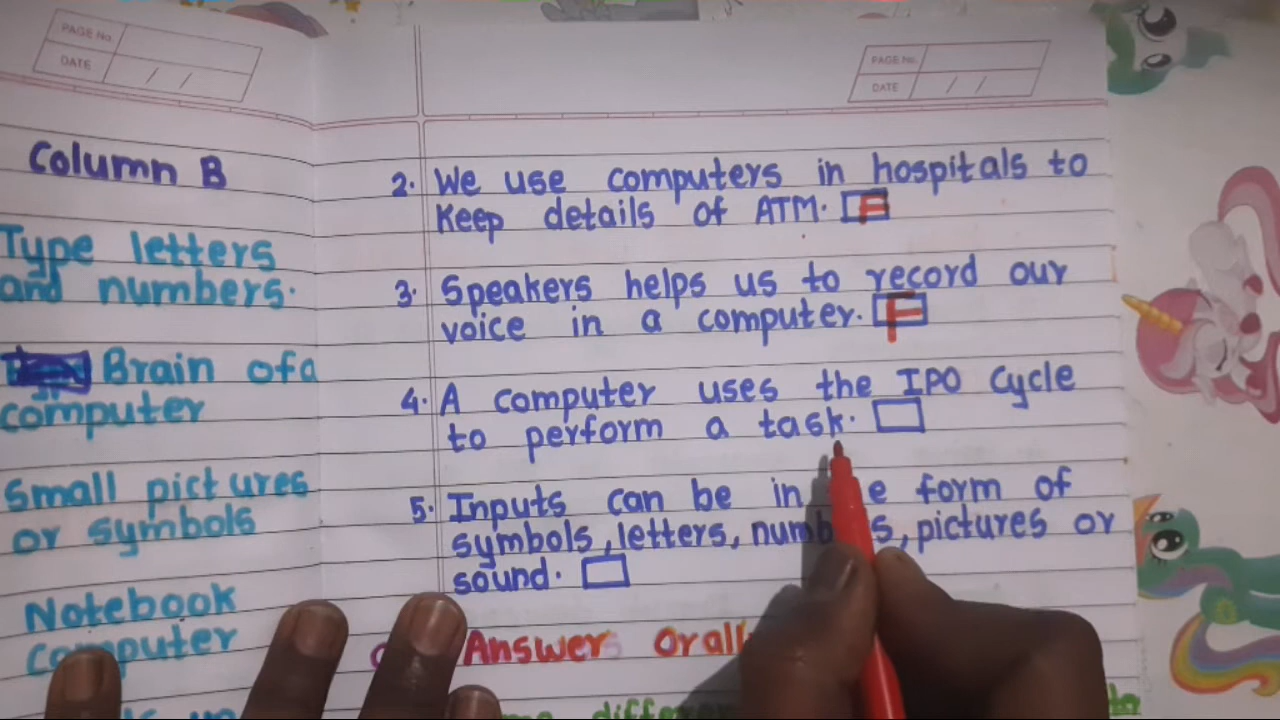 PAGE No.
DATE / /
Column B
Type letters
and numbers.
Brain of a
computer
Small pictures
or symbols
Notebook
computer
PAGE No.
DATE / /
2. We use computers in hospitals to
Keep details of ATM. F
3. Speakers helps us to record our
voice in a computer. F
4. A computer uses the IPO Cycle
to perform a task.
5. Inputs can be in form of
symbols, letters, pictures or
sound.
Answer